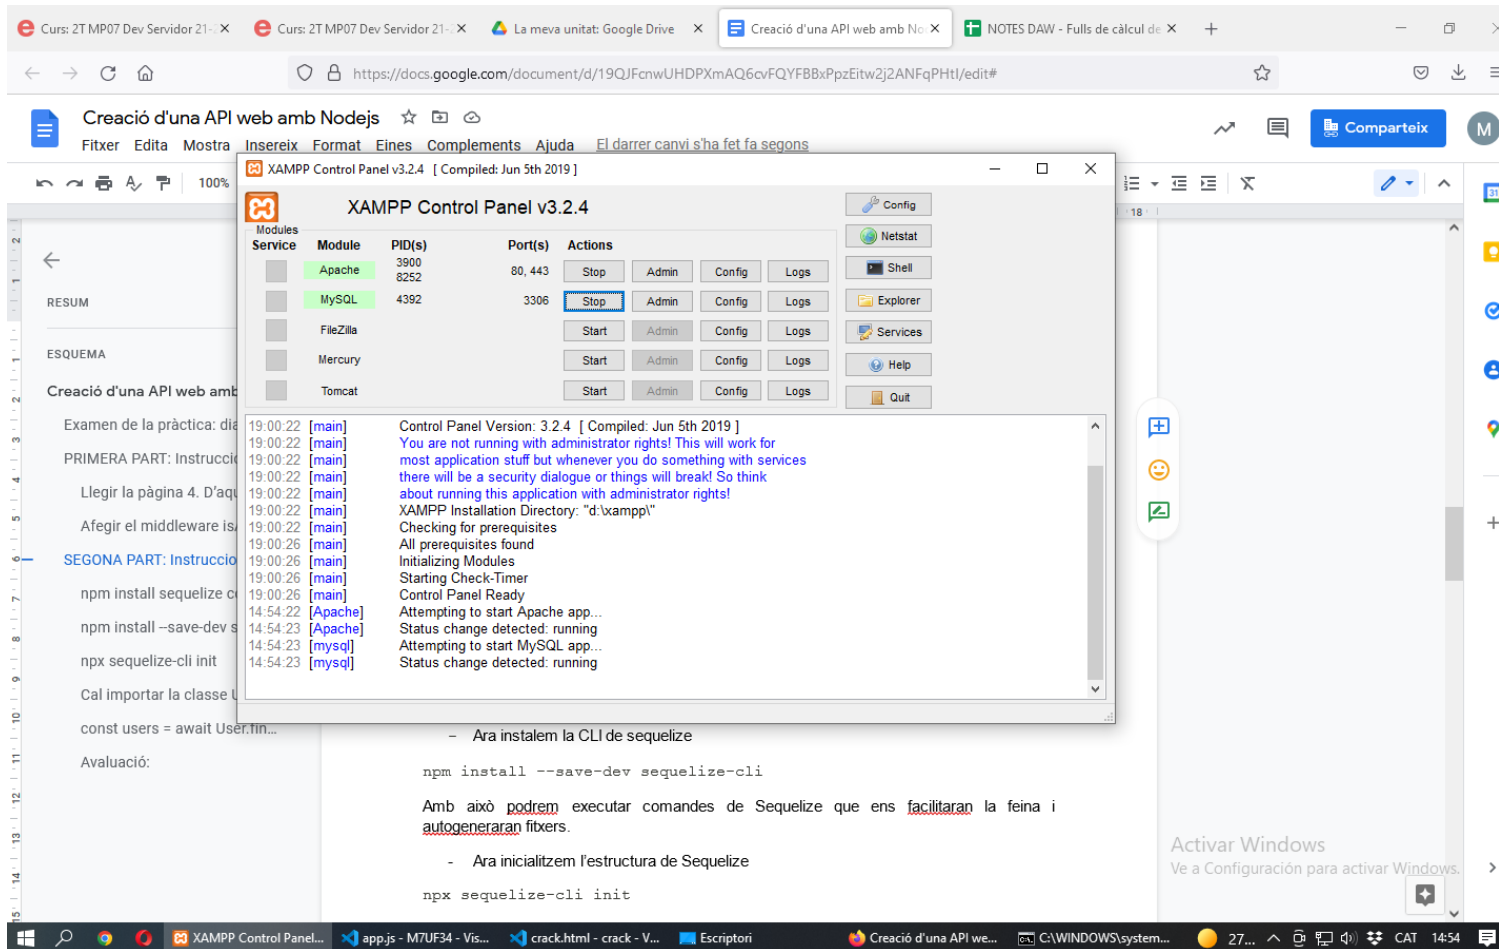 Curs: 2T MP07 Dev Servidor 21-
Curs: 2T MP07 Dev Servidor 21-
La meva unitat: Google Drive
Creació d'una API web amb No
NOTES DAW - Fulls de càlcul de
https://docs.google.com/document/d/19QJFcnwUHDPXmAQ6cvFQYFBBxPpzEitw2j2ANFqPHtI/edit#
Creació d'una API web amb Nodejs
Comparteix
M
Fitxer Edita Mostra Insereix Format Eines Complements Ajuda El darrer canvi s'ha fet fa segons
100%
XAMPP Control Panel v3.2.4 [ Compiled: Jun 5th 2019 ]
XAMPP Control Panel v3.2.4
Config
Modules
Service Module PID(s) Port(s) Actions
Netstat
Apache 3900 8252 80, 443 Stop Admin Config Logs
Shell
MySQL 4392 3306 Stop Admin Config Logs
Explorer
FileZilla Start Admin Config Logs
Services
Mercury Start Admin Config Logs
Help
Tomcat Start Admin Config Logs
Quit
19:00:22 [main] Control Panel Version: 3.2.4 [ Compiled: Jun 5th 2019 ]
19:00:22 [main] You are not running with administrator rights! This will work for
19:00:22 [main] most application stuff but whenever you do something with services
19:00:22 [main] there will be a security dialogue or things will break! So think
19:00:22 [main] about running this application with administrator rights!
19:00:22 [main] XAMPP Installation Directory: "d:\xampp\"
19:00:22 [main] Checking for prerequisites
19:00:26 [main] All prerequisites found
19:00:26 [main] Initializing Modules
19:00:26 [main] Starting Check-Timer
19:00:26 [main] Control Panel Ready
14:54:22 [Apache] Attempting to start Apache app...
14:54:23 [Apache] Status change detected: running
14:54:23 [mysql] Attempting to start MySQL app...
14:54:23 [mysql] Status change detected: running
18
31
RESUM
ESQUEMA
Creació d'una API web amb
Examen de la pràctica: dia
PRIMERA PART: Instrucci
Llegir la pàgina 4. D'aqu
Afegir el middleware is
SEGONA PART: Instruccio
npm install sequelize c
npm install --save-dev s
npx sequelize-cli init
Cal importar la classe U
const users = await User.fin...
Avaluació:
- Ara instalem la CLI de sequelize
npm install --save-dev sequelize-cli
Amb això podrem executar comandes de Sequelize que ens facilitaran la feina i
autogeneraran fitxers.
- Ara inicialitzem l'estructura de Sequelize
npx sequelize-cli init
Activar Windows
Ve a Configuración para activar Windows.
XAMPP Control Panel...
app.js - M7UF34 - Vis...
crack.html - crack - V...
Escriptori
Creació d'una API we...
C:\WINDOWS\system...
27...
CAT
14:54